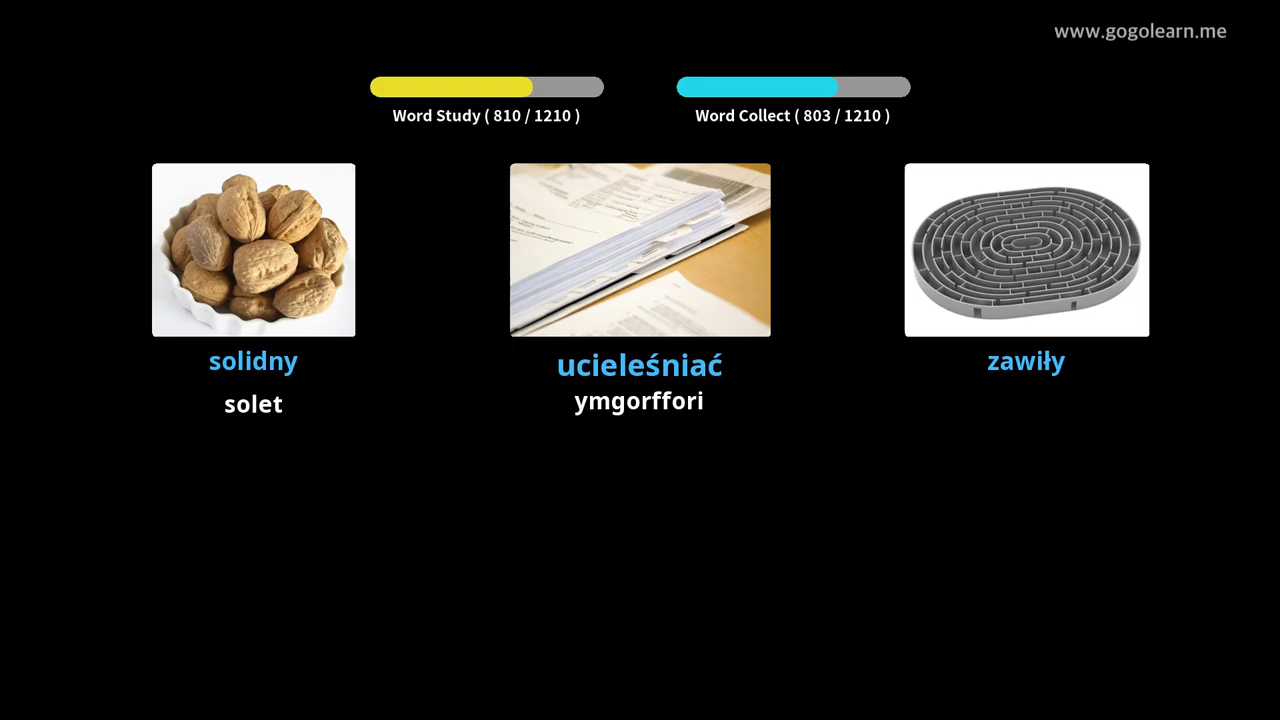 www.gogolearn.me
Word Study ( 810 / 1210 )
Word Collect ( 803 / 1210 )
solidny
solet
ucieleśniać
ymgorffori
zawiły